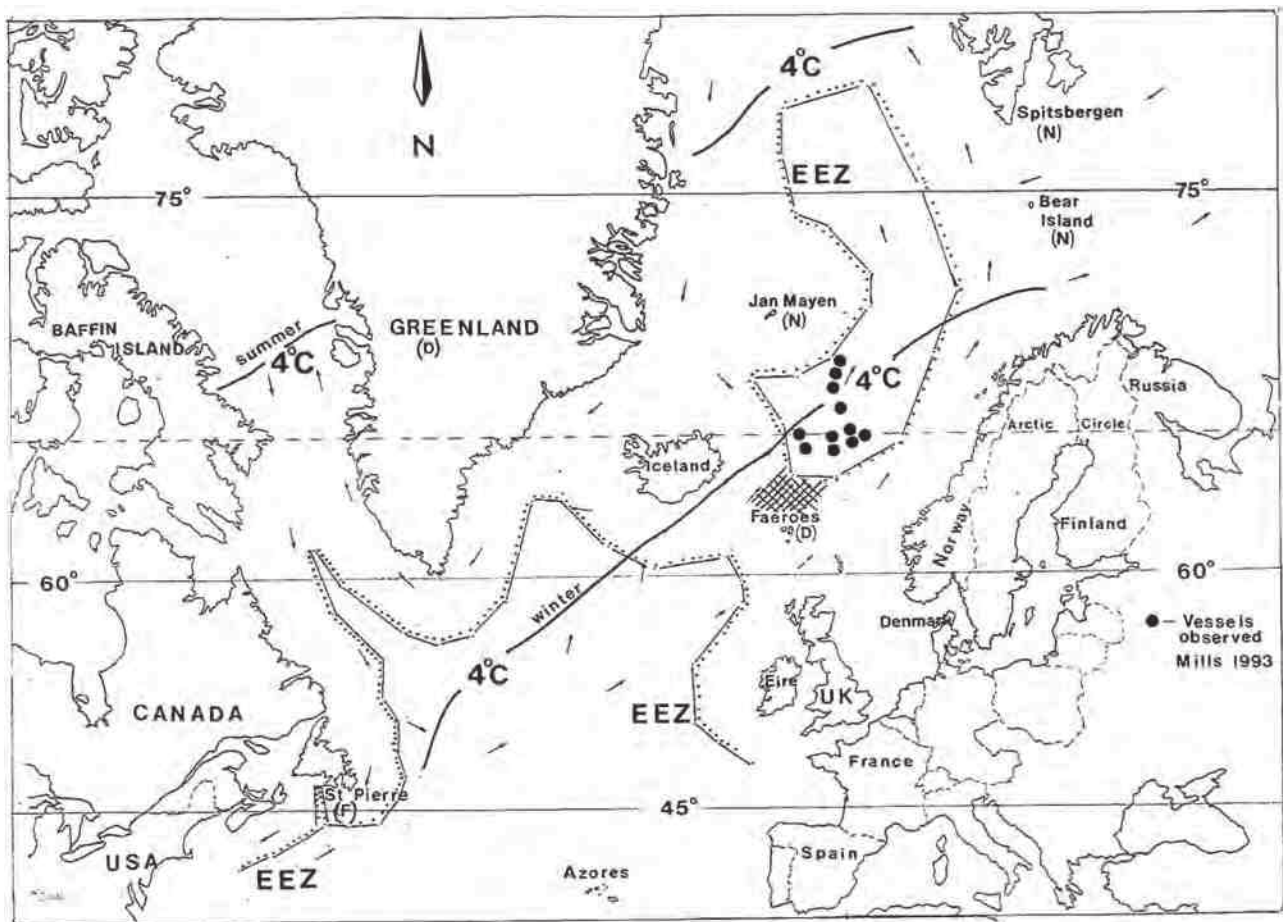 4°C
Spitsbergen
(N)
N
EEZ
75°
75°
Bear
Island
(N)
Jan Mayen
(N)
BAFFIN
ISLAND
summer
4°C
GREENLAND
(D)
4°C
Russia
Arctic Circle
Iceland
Faeroes
(D)
Norway
Finland
60°
60°
winter
Denmark
Vessels
observed
Mills 1993
4°C
Eire
UK
EEZ
CANADA
France
St Pierre
(F)
45°
45°
USA
EEZ
Azores
Spain